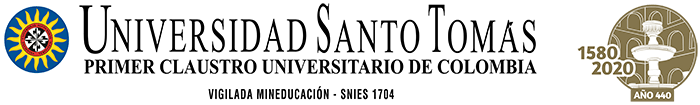 UNIVERSIDAD SANTO TOMÁS
PRIMER CLAUSTRO UNIVERSITARIO DE COLOMBIA
VIGILADA MINEDUCACIÓN - SNIES 1704
1580
2020
AÑO 440